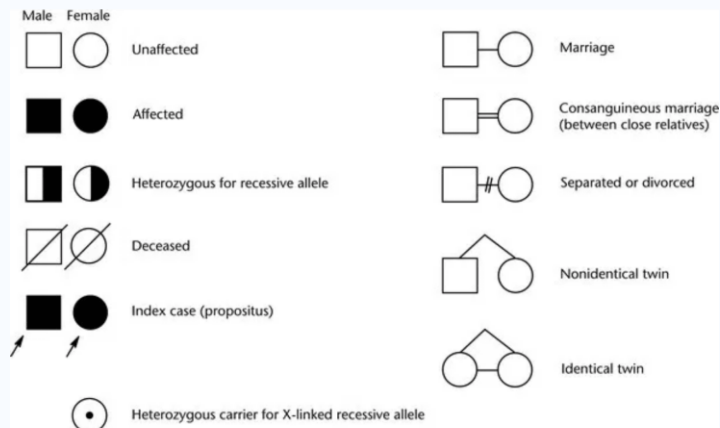 Male Female
Unaffected
Affected
Heterozygous for recessive allele
Deceased
Index case (propositus)
Heterozygous carrier for X-linked recessive allele
Marriage
Consanguineous marriage
(between close relatives)
Separated or divorced
Nonidentical twin
Identical twin